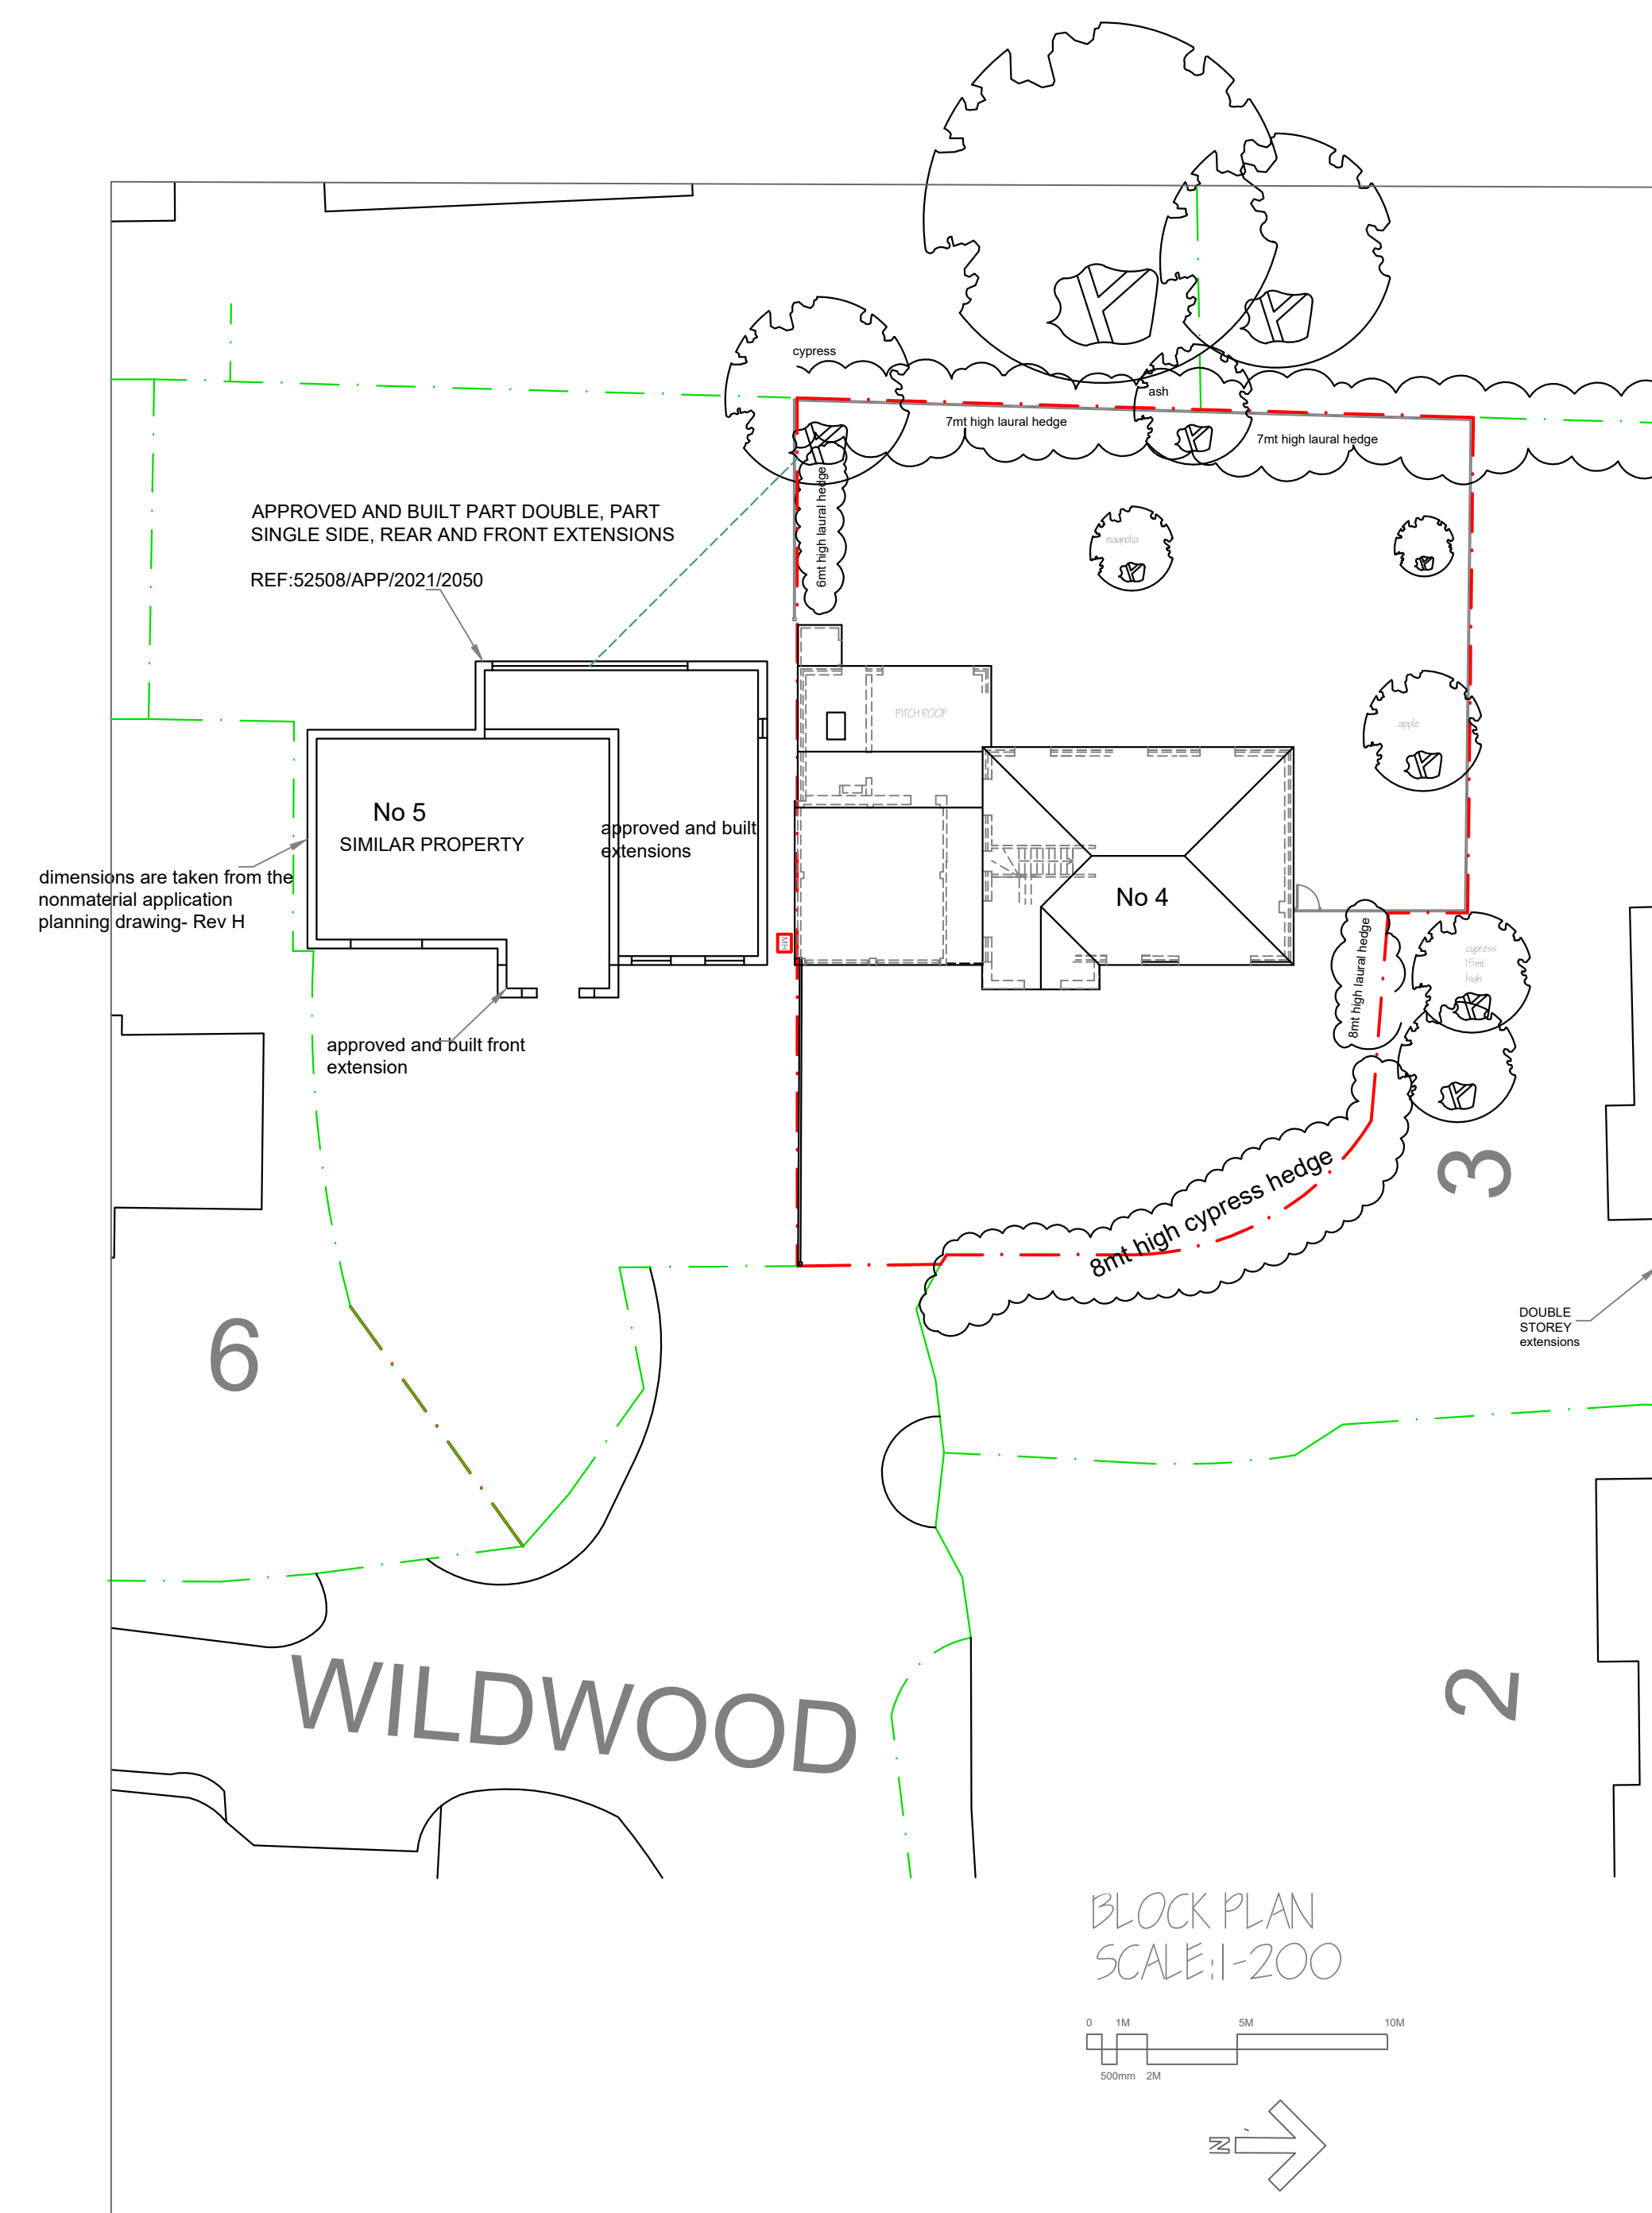 cypress
ash
7mt high laural hedge
7mt high laural hedge
6mt high laural hedge
APPROVED AND BUILT PART DOUBLE, PART
SINGLE SIDE, REAR AND FRONT EXTENSIONS
REF:52508/APP/2021/2050
magnolia
PITCH ROOF
apple
No 5
SIMILAR PROPERTY
approved and built
extensions
dimensions are taken from the
nonmaterial application
planning drawing- Rev H
No 4
MH
8mt high laural hedge
cypress
15mt
high
approved and built front
extension
3
8mt high cypress hedge
6
DOUBLE
STOREY
extensions
WILDWOOD
2
BLOCK PLAN
SCALE:1-200
0 1M 5M 10M
500mm 2M
N